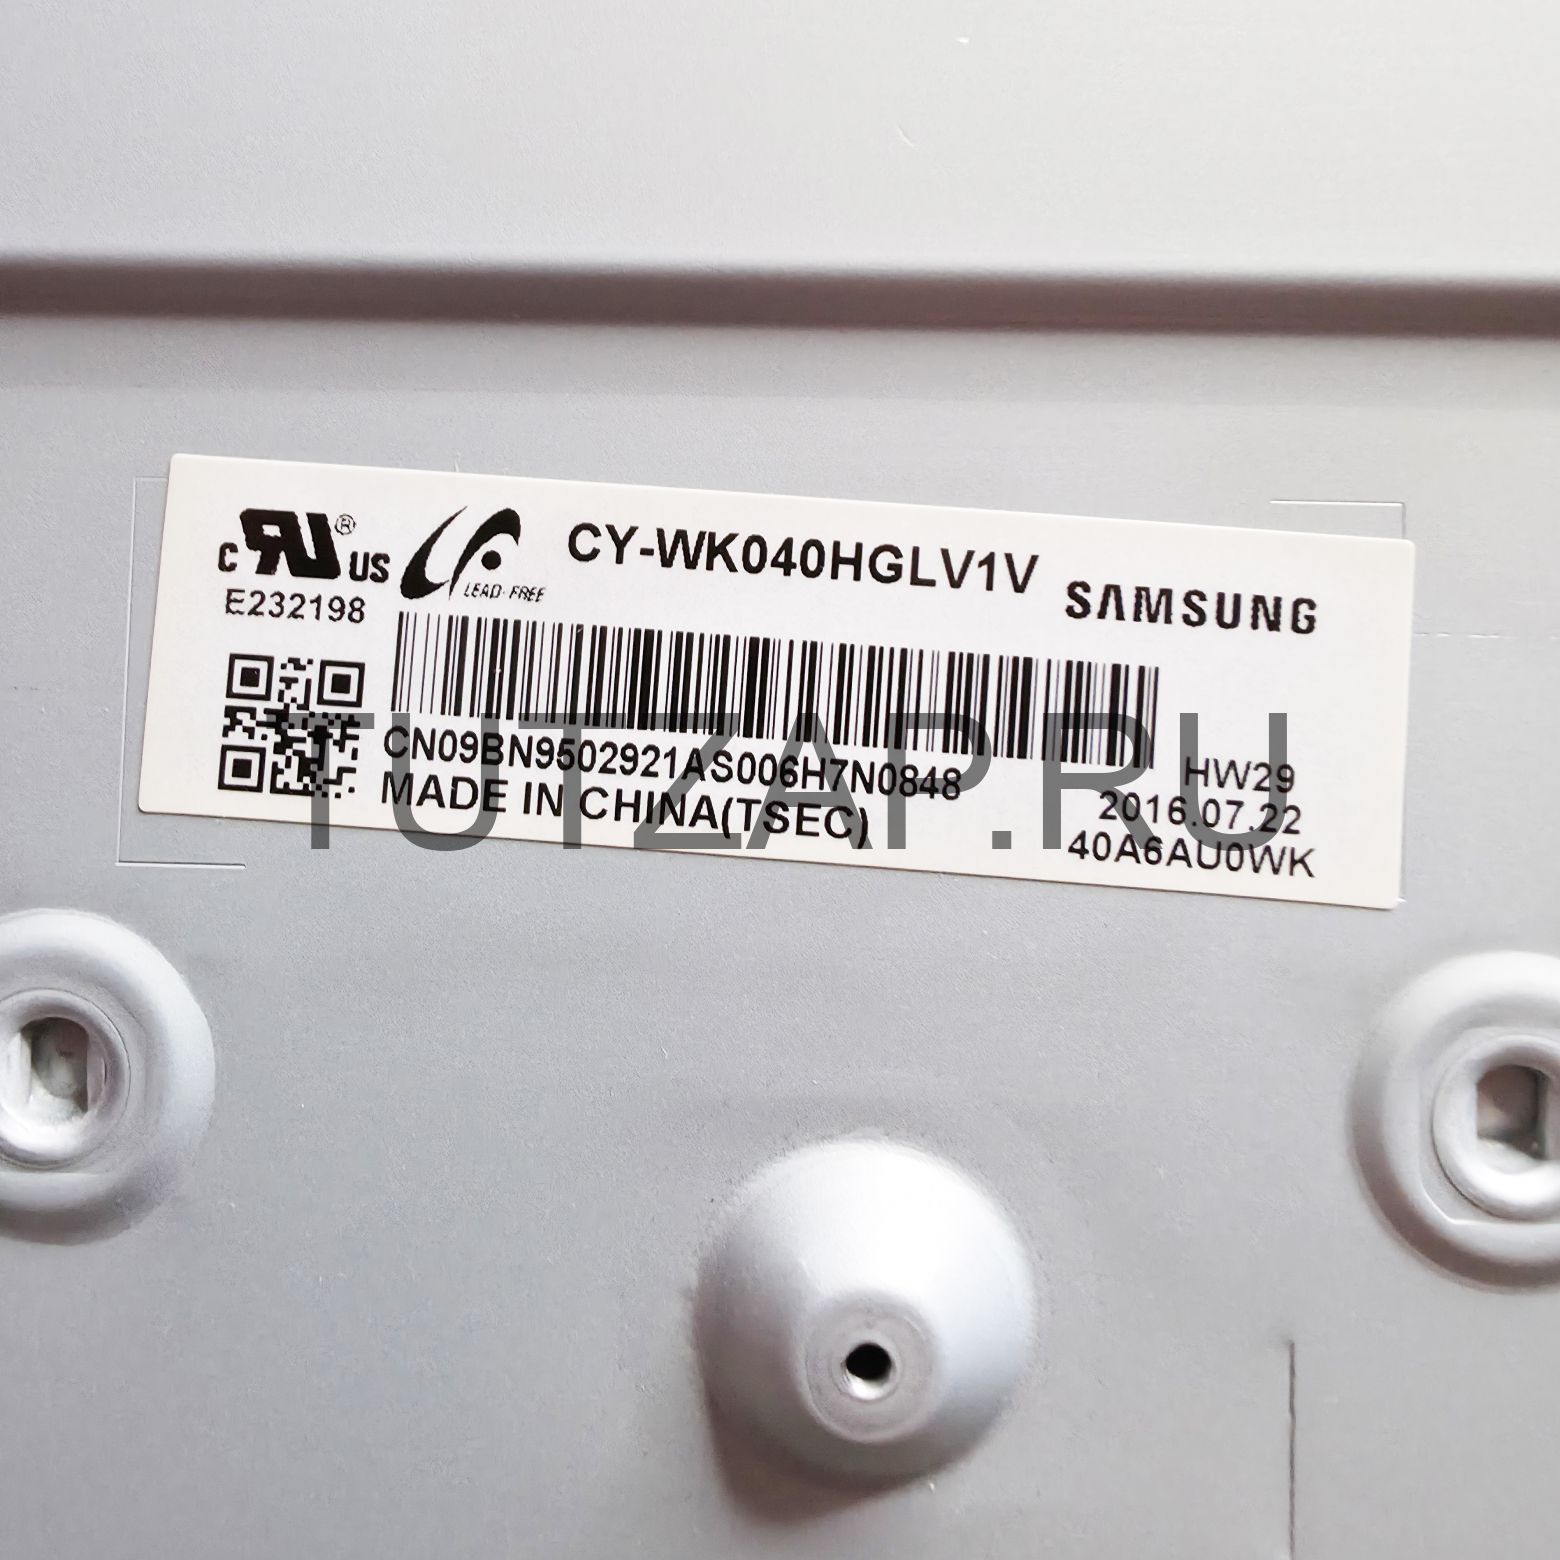 c RU ® US
LEAD-FREE
CY-WK040HGLV1V
SAMSUNG
E232198
CN09BN9502921AS006H7N0848
MADE IN CHINA(TSEC)
HW29
2016.07.22
40A6AU0WK
TUTZAP.RU